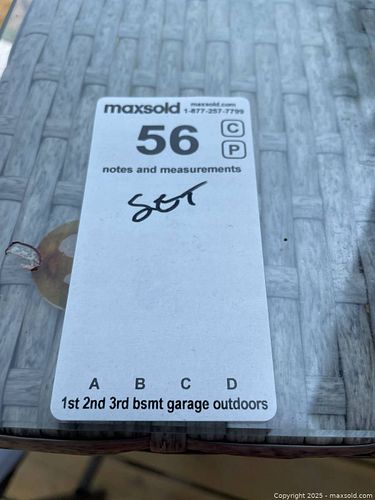 maxsold maxsold.com
1-877-257-7799
56 C
P
notes and measurements
SET
A B C D
1st 2nd 3rd bsmt garage outdoors
Copyright 2025 - maxsold.com